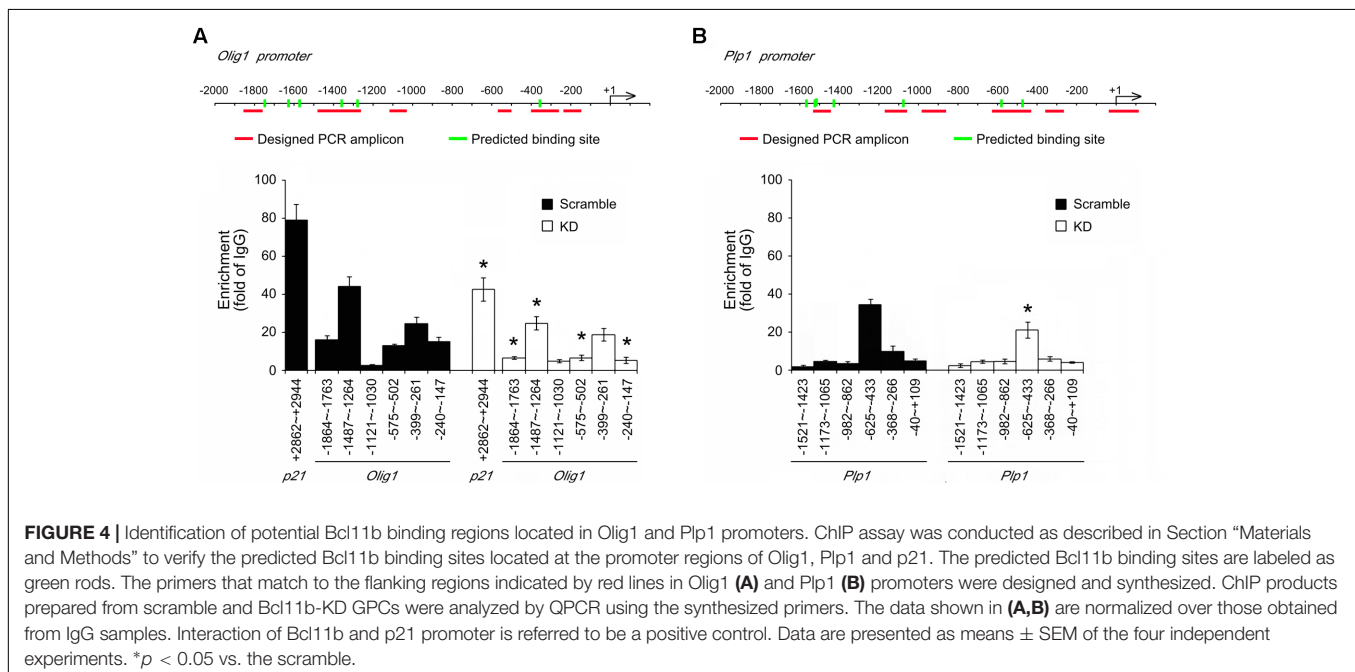 A
Olig1 promoter
-2000 -1800 -1600 -1400 -1200 -1000 -800 -600 -400 -200 +1
Designed PCR amplicon Predicted binding site
Enrichment
(fold of IgG)
100
80
60
40
20
0
Scramble
KD
* * * * *
+2862~+2944
-1864~-1763
-1487~-1264
-1121~-1030
-575~-502
-399~-261
-240~-147
+2862~+2944
-1864~-1763
-1487~-1264
-1121~-1030
-575~-502
-399~-261
-240~-147
p21 Olig1 p21 Olig1
B
Plp1 promoter
-2000 -1800 -1600 -1400 -1200 -1000 -800 -600 -400 -200 +1
Designed PCR amplicon Predicted binding site
Enrichment
(fold of IgG)
100
80
60
40
20
0
Scramble
KD
*
-1521~-1423
-1173~-1065
-982~-862
-625~-433
-368~-266
-40~+109
-1521~-1423
-1173~-1065
-982~-862
-625~-433
-368~-266
-40~+109
Plp1 Plp1
FIGURE 4 | Identification of potential Bcl11b binding regions located in Olig1 and Plp1 promoters. ChIP assay was conducted as described in Section “Materials
and Methods” to verify the predicted Bcl11b binding sites located at the promoter regions of Olig1, Plp1 and p21. The predicted Bcl11b binding sites are labeled as
green rods. The primers that match to the flanking regions indicated by red lines in Olig1 (A) and Plp1 (B) promoters were designed and synthesized. ChIP products
prepared from scramble and Bcl11b-KD GPCs were analyzed by QPCR using the synthesized primers. The data shown in (A,B) are normalized over those obtained
from IgG samples. Interaction of Bcl11b and p21 promoter is referred to be a positive control. Data are presented as means ± SEM of the four independent
experiments. *p < 0.05 vs. the scramble.